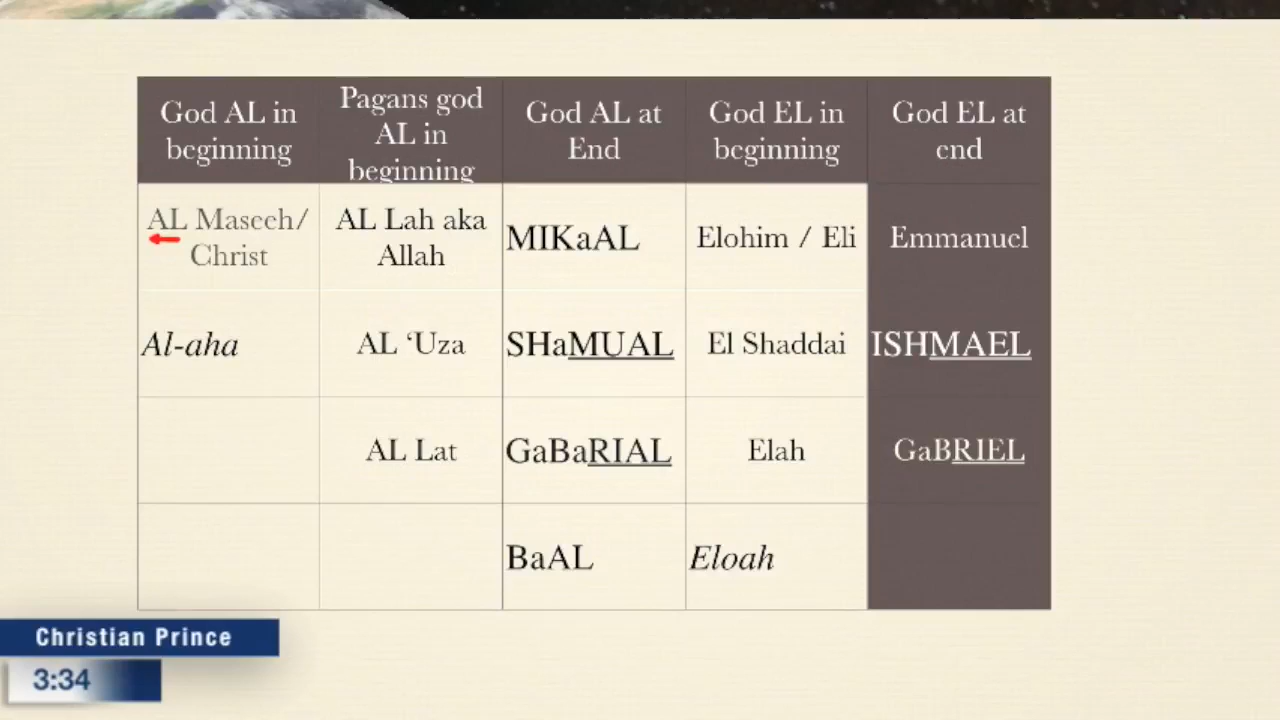 God AL in
beginning
Pagans god
AL in
beginning
God AL at
End
God EL in
beginning
God EL at
end
AL Maseeh/
Christ
AL Lah aka
Allah
MIKaAL
Elohim / Eli
Emmanuel
Al-aha
AL ‘Uza
SHaMUAL
El Shaddai
ISHMAEL
AL Lat
GaBaRIAL
Elah
GaBRIEL
BaAL
Eloah
Christian Prince
3:34